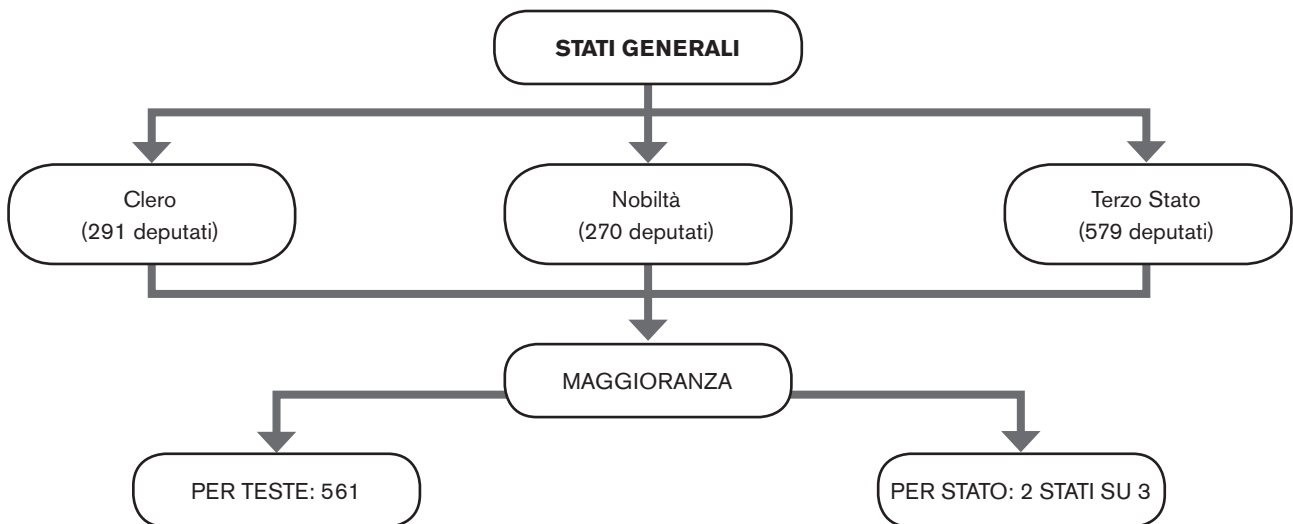 STATI GENERALI
Clero
(291 deputati)
Nobiltà
(270 deputati)
Terzo Stato
(579 deputati)
MAGGIORANZA
PER TESTE: 561
PER STATO: 2 STATI SU 3